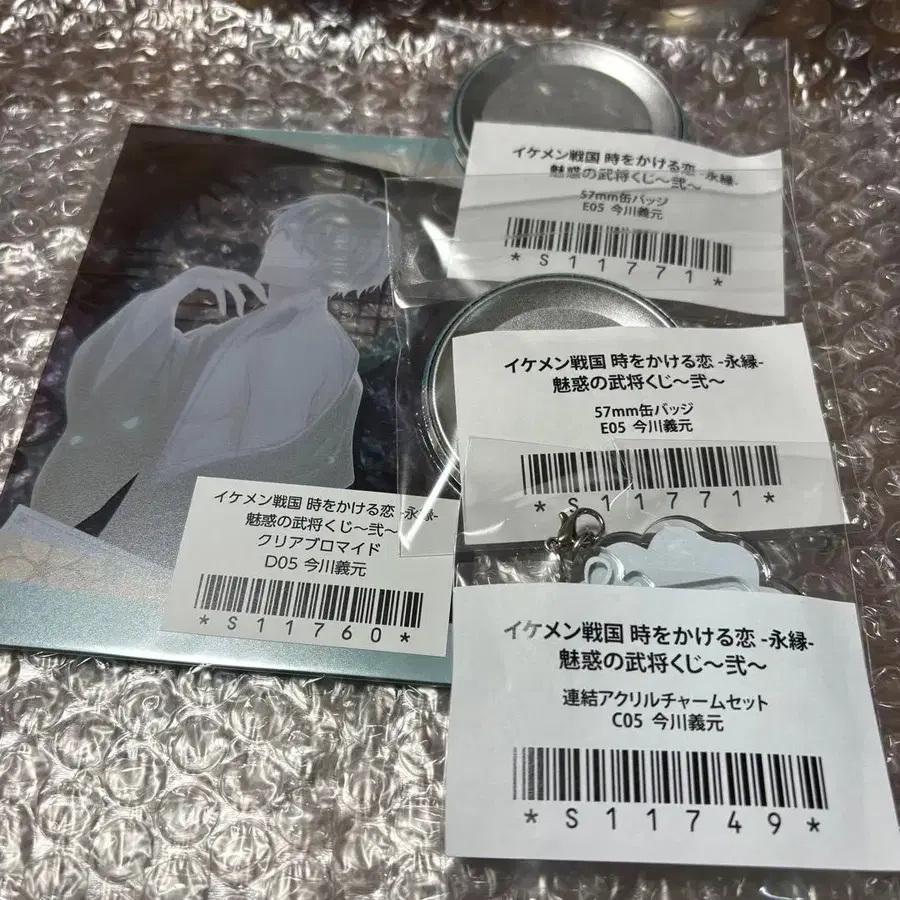 イケメン戦国 時をかける恋 -永縁-
魅惑の武将くじ～弐～
57mm缶バッジ
E05 今川義元
*S11771*
イケメン戦国 時をかける恋 -永縁-
魅惑の武将くじ～弐～
57mm缶バッジ
E05 今川義元
*S11771*
イケメン戦国 時をかける恋 -永縁-
魅惑の武将くじ～弐～
クリアブロマイド
D05 今川義元
*S11760*
イケメン戦国 時をかける恋 -永縁-
魅惑の武将くじ～弐～
連結アクリルチャームセット
C05 今川義元
*S11749*